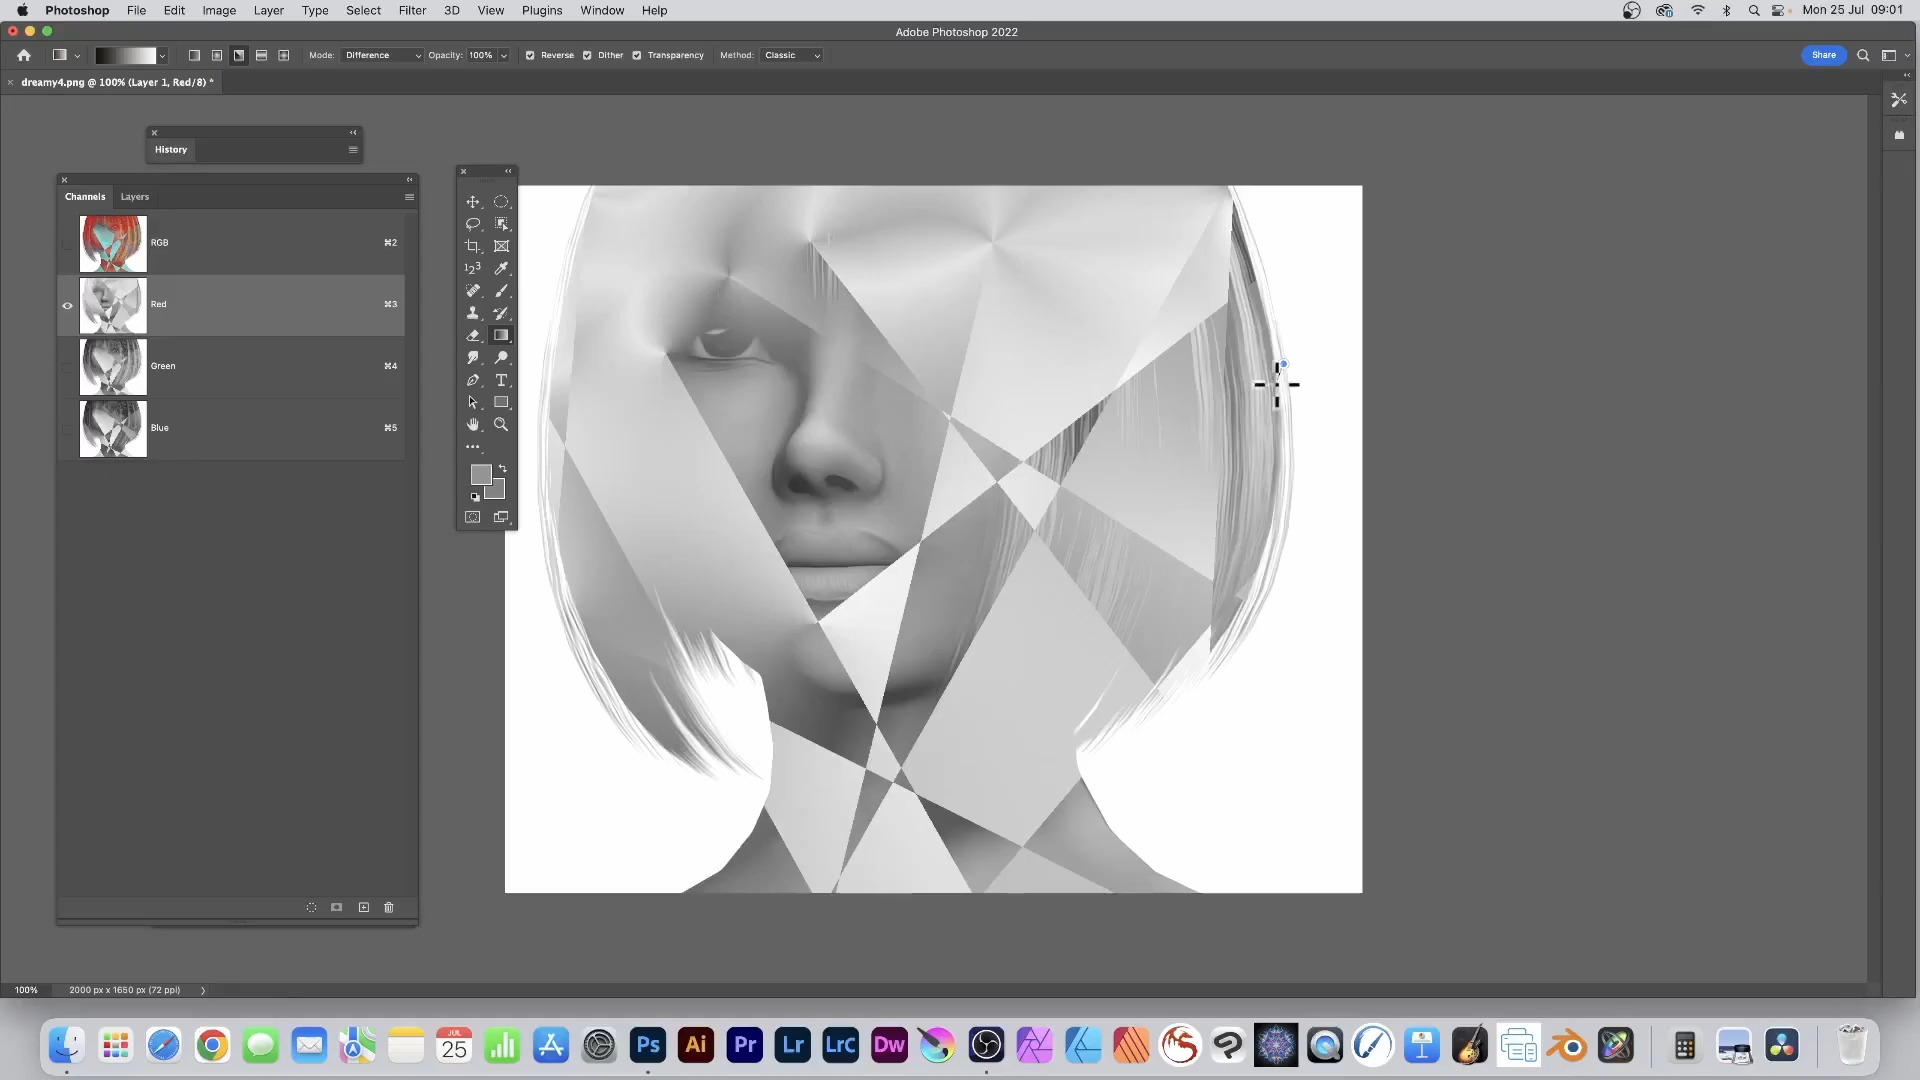 Photoshop File Edit Image Layer Type Select Filter 3D View Plugins Window Help Mon 25 Jul 09:01
Adobe Photoshop 2022
Mode: Difference Opacity: 100% Reverse Dither Transparency Method: Classic Share
dreamy4.png @ 100% (Layer 1, Red/8) *
History
Channels Layers
RGB ⌘2
Red ⌘3
Green ⌘4
Blue ⌘5
100% 2000 px x 1650 px (72 ppi)
JUL
25 Ps Ai Pr Lr LrC Dw